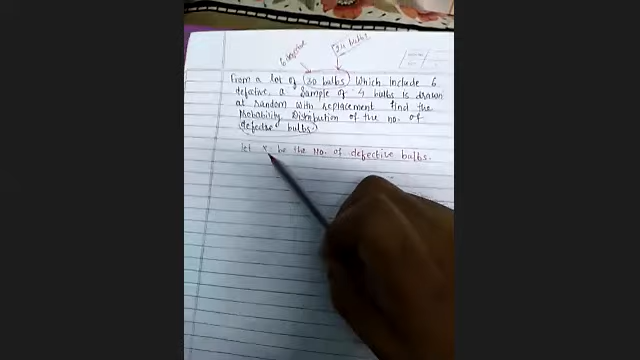 6 defective
24 bulbs
From a lot of (30 bulbs) which include 6
defective, a sample of 4 bulbs is drawn
at random with replacement find the
Probability Distribution of the no. of
defective bulbs.
Let X be the No. of defective bulbs.